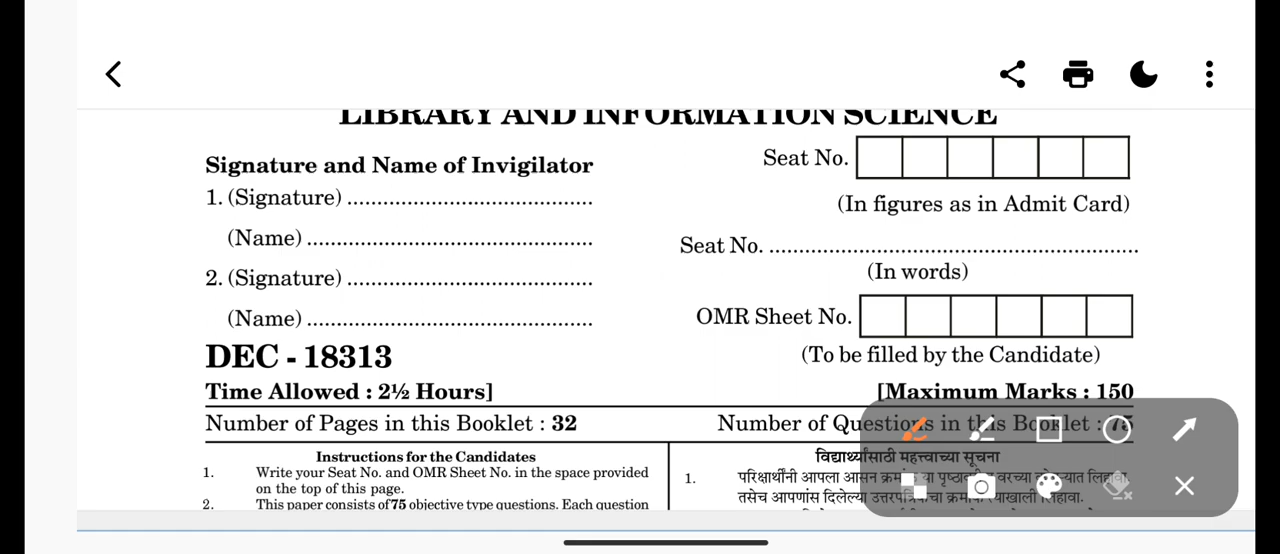 LIBRARY AND INFORMATION SCIENCE
Signature and Name of Invigilator
1. (Signature) ..........................................
(Name) .................................................
2. (Signature) ..........................................
(Name) .................................................
Seat No.
(In figures as in Admit Card)
Seat No. ................................................................
(In words)
OMR Sheet No.
(To be filled by the Candidate)
DEC - 18313
Time Allowed : 2½ Hours] [Maximum Marks : 150
Number of Pages in this Booklet : 32 Number of Questions in this Booklet : 75
Instructions for the Candidates
1. Write your Seat No. and OMR Sheet No. in the space provided
on the top of this page.
2. This paper consists of 75 objective type questions. Each question
विद्यार्थ्यांसाठी महत्त्वाच्या सूचना
1. परिक्षार्थींनी आपला आसन वरच्या
तसेच आपणांस दिलेल्या लिहावा.